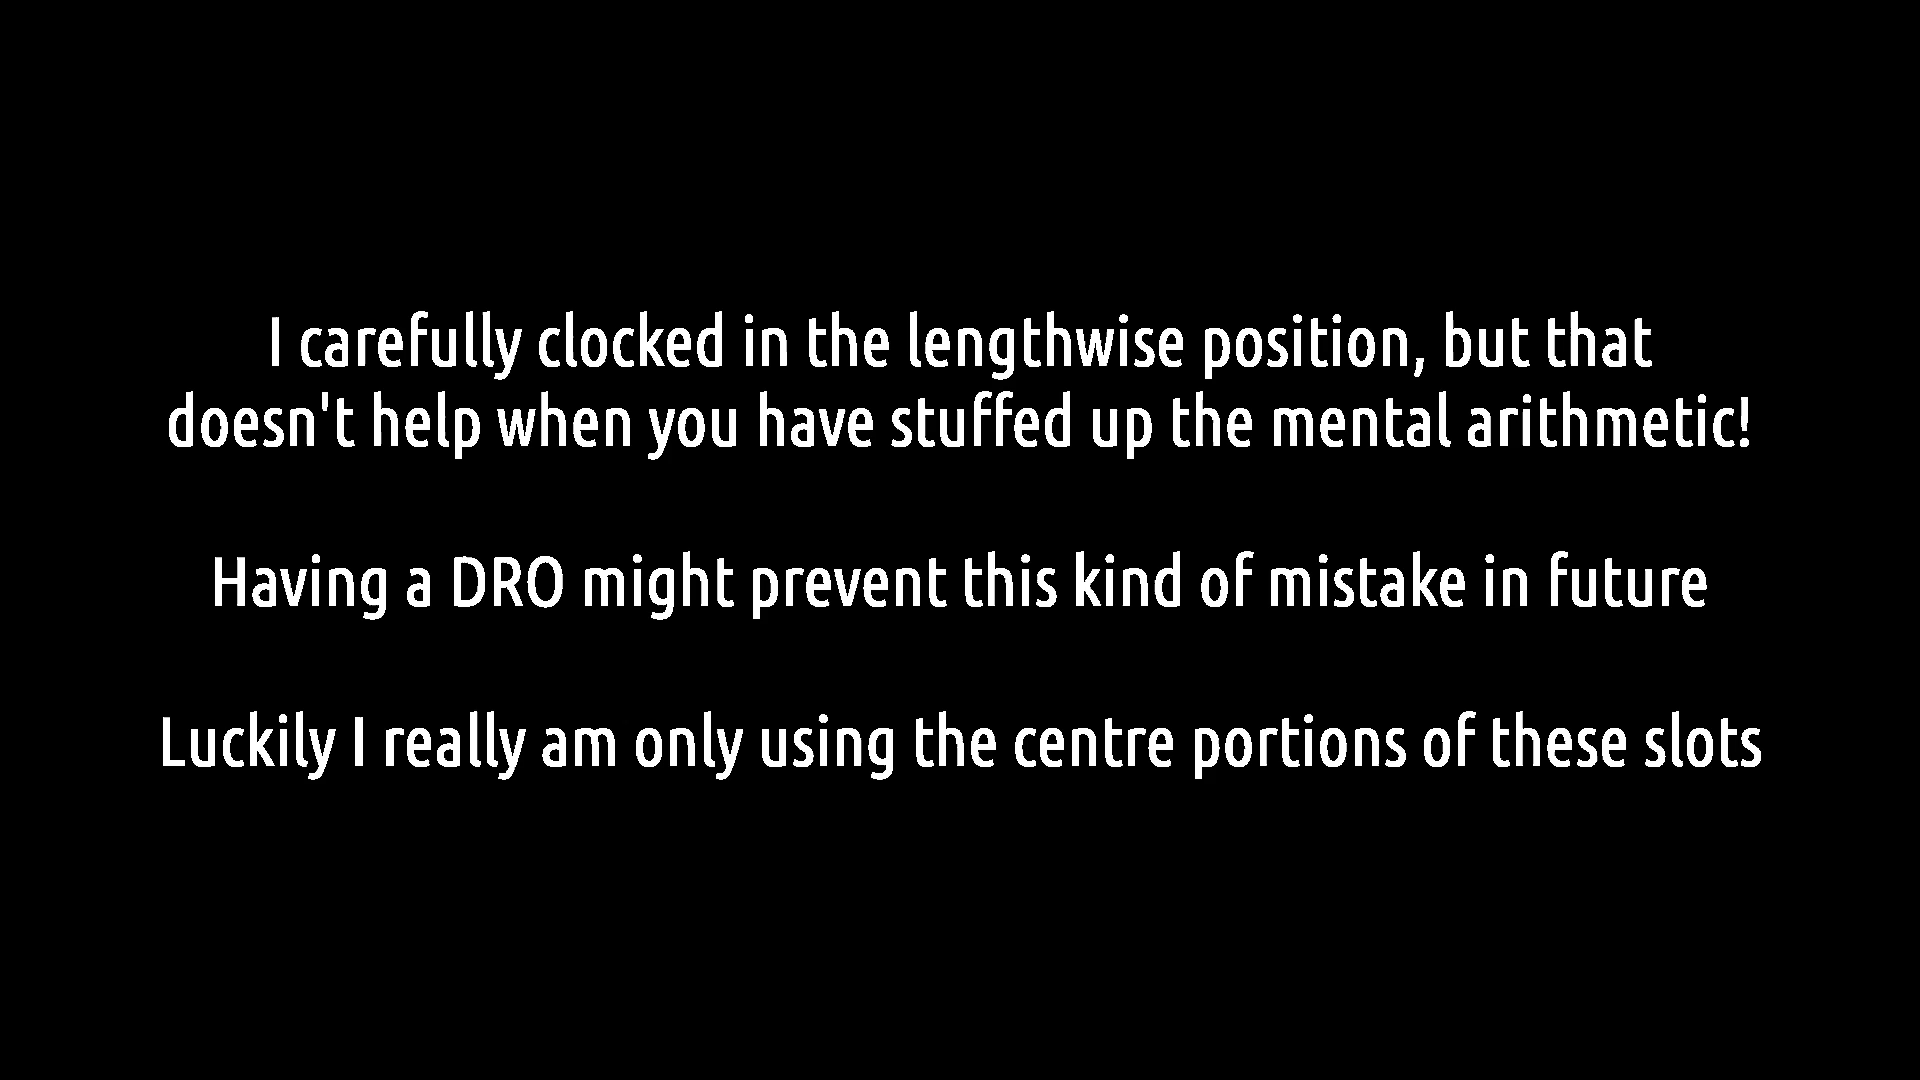 I carefully clocked in the lengthwise position, but that
doesn't help when you have stuffed up the mental arithmetic!
Having a DRO might prevent this kind of mistake in future
Luckily I really am only using the centre portions of these slots